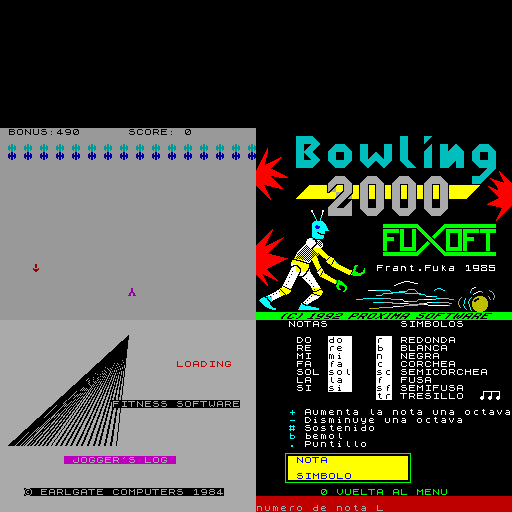 BONUS:490 SCORE: 0
Bowling
2000
FUXOFT
Frant.Fuka 1985
(C) 1992 PROXIMA SOFTWARE
LOADING
FITNESS SOFTWARE
JOGGER'S LOG
© EARLGATE COMPUTERS 1984
NOTAS SIMBOLOS
DO do r REDONDA
RE re b BLANCA
MI mi n NEGRA
FA fa c CORCHEA
SOL sol sc SEMICORCHEA
LA la f FUSA
SI si sf SEMIFUSA
tr TRESILLO
+ Aumenta la nota una octava
- Disminuye una octava
# Sostenido
b bemol
. Puntillo
NOTA
SIMBOLO
0 VUELTA AL MENU
numero de nota L